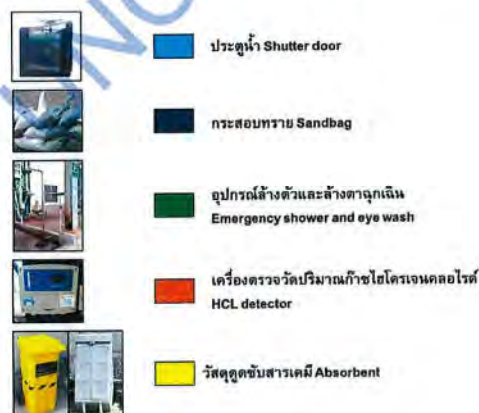 ประตูน้ำ Shutter door
กระสอบทราย Sandbag
อุปกรณ์ล้างตัวและล้างตาฉุกเฉิน
Emergency shower and eye wash
เครื่องตรวจวัดปริมาณก๊าซไฮโดรเจนคลอไรด์
HCL detector
วัสดุดูดซับสารเคมี Absorbent